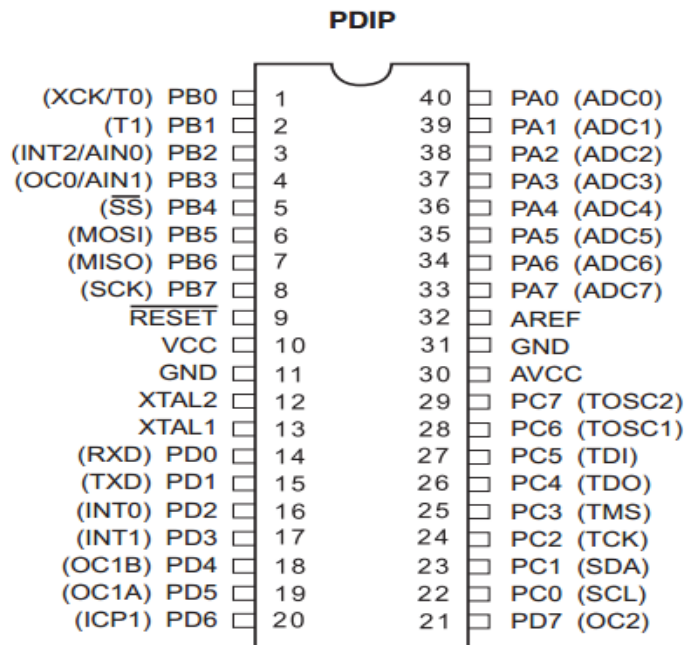 PDIP
(XCK/T0) PB0 1 40 PA0 (ADC0)
(T1) PB1 2 39 PA1 (ADC1)
(INT2/AIN0) PB2 3 38 PA2 (ADC2)
(OC0/AIN1) PB3 4 37 PA3 (ADC3)
(SS) PB4 5 36 PA4 (ADC4)
(MOSI) PB5 6 35 PA5 (ADC5)
(MISO) PB6 7 34 PA6 (ADC6)
(SCK) PB7 8 33 PA7 (ADC7)
RESET 9 32 AREF
VCC 10 31 GND
GND 11 30 AVCC
XTAL2 12 29 PC7 (TOSC2)
XTAL1 13 28 PC6 (TOSC1)
(RXD) PD0 14 27 PC5 (TDI)
(TXD) PD1 15 26 PC4 (TDO)
(INT0) PD2 16 25 PC3 (TMS)
(INT1) PD3 17 24 PC2 (TCK)
(OC1B) PD4 18 23 PC1 (SDA)
(OC1A) PD5 19 22 PC0 (SCL)
(ICP1) PD6 20 21 PD7 (OC2)